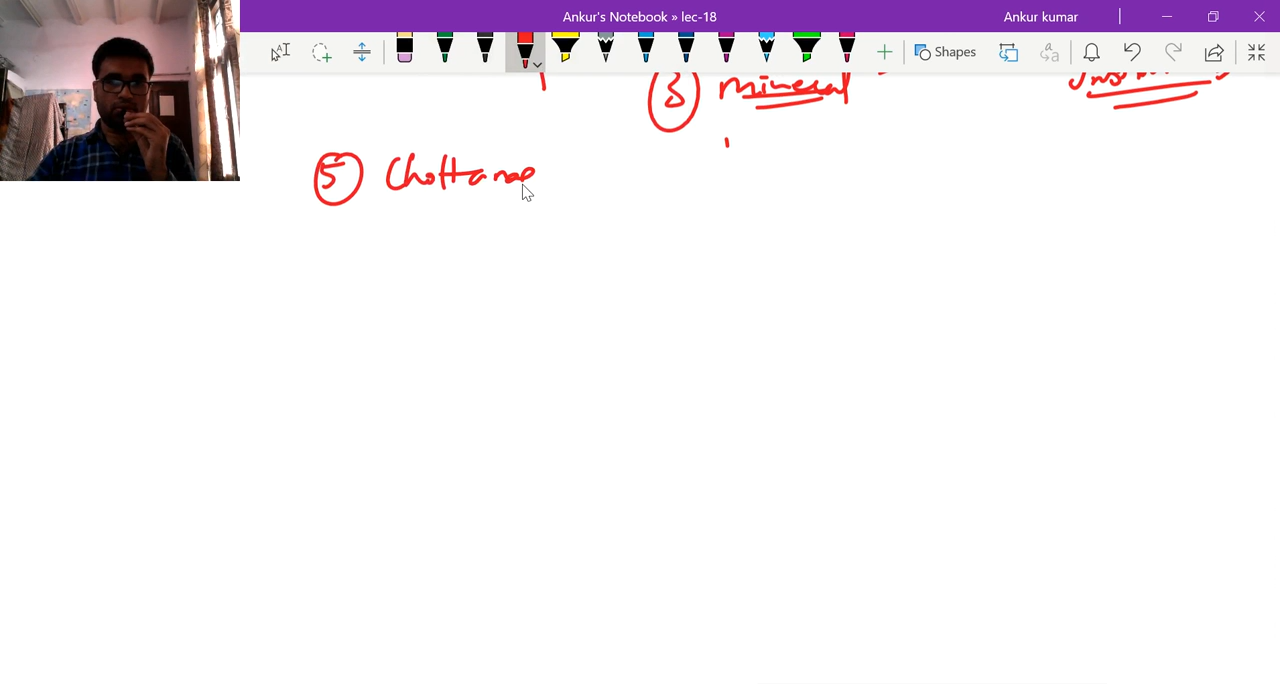 Ankur's Notebook » lec-18
Ankur kumar
Shapes
③ mineral
⑤ Chottanag